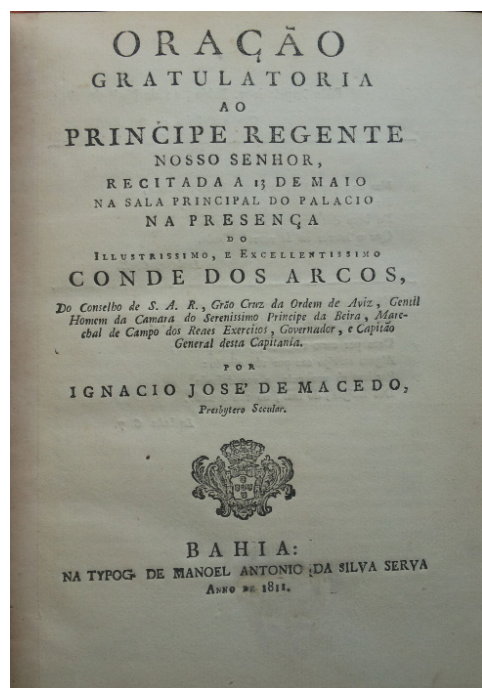 ORAÇÃO
GRATULATORIA
AO
PRINCIPE REGENTE
NOSSO SENHOR,
RECITADA A 13 DE MAIO
NA SALA PRINCIPAL DO PALACIO
NA PRESENÇA
DO
ILLUSTRISSIMO, E EXCELLENTISSIMO
CONDE DOS ARCOS,
Do Conselho de S. A. R., Grão Cruz da Ordem de Aviz, Gentil
Homem da Camara do Serenissimo Principe da Beira, Mare-
chal de Campo dos Reaes Exercitos, Governador, e Capitão
General desta Capitania.
POR
IGNACIO JOSE' DE MACEDO,
Presbytero Secular.
BAHIA:
NA TYPOG. DE MANOEL ANTONIO DA SILVA SERVA
ANNO DE 1811.